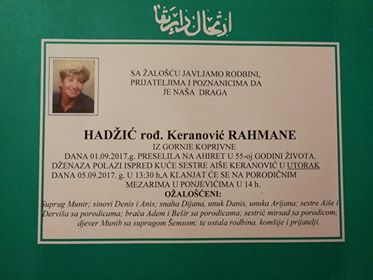 SA ŽALOŠĆU JAVLJAMO RODBINI,
PRIJATELJIMA I POZNANICIMA DA
JE NAŠA DRAGA
HADŽIĆ rođ. Keranović RAHMANE
IZ GORNJE KOPRIVNE
DANA 01.09.2017.g. PRESELILA NA AHIRET U 55-oj GODINI ŽIVOTA.
DŽENAZA POLAZI ISPRED KUĆE SESTRE AIŠE KERANOVIĆ U UTORAK
DANA 05.09.2017. g. U 13:30 h,A KLANJAT ĆE SE NA PORODIČNIM
MEZARIMA U PONJEVIĆIMA U 14 h.
OŽALOŠĆENI:
Suprug Munir; sinovi Denis i Anis; snaha Dijana, unuk Danis, unuka Arijana; sestre Aiše i
Derviša sa porodicama; braća Adem i Bešir sa porodicama; sestrić mirsad sa porodicom;
djever Munib sa suprugom Šemsom; te ostala rodbina, komšije i prijatelji.